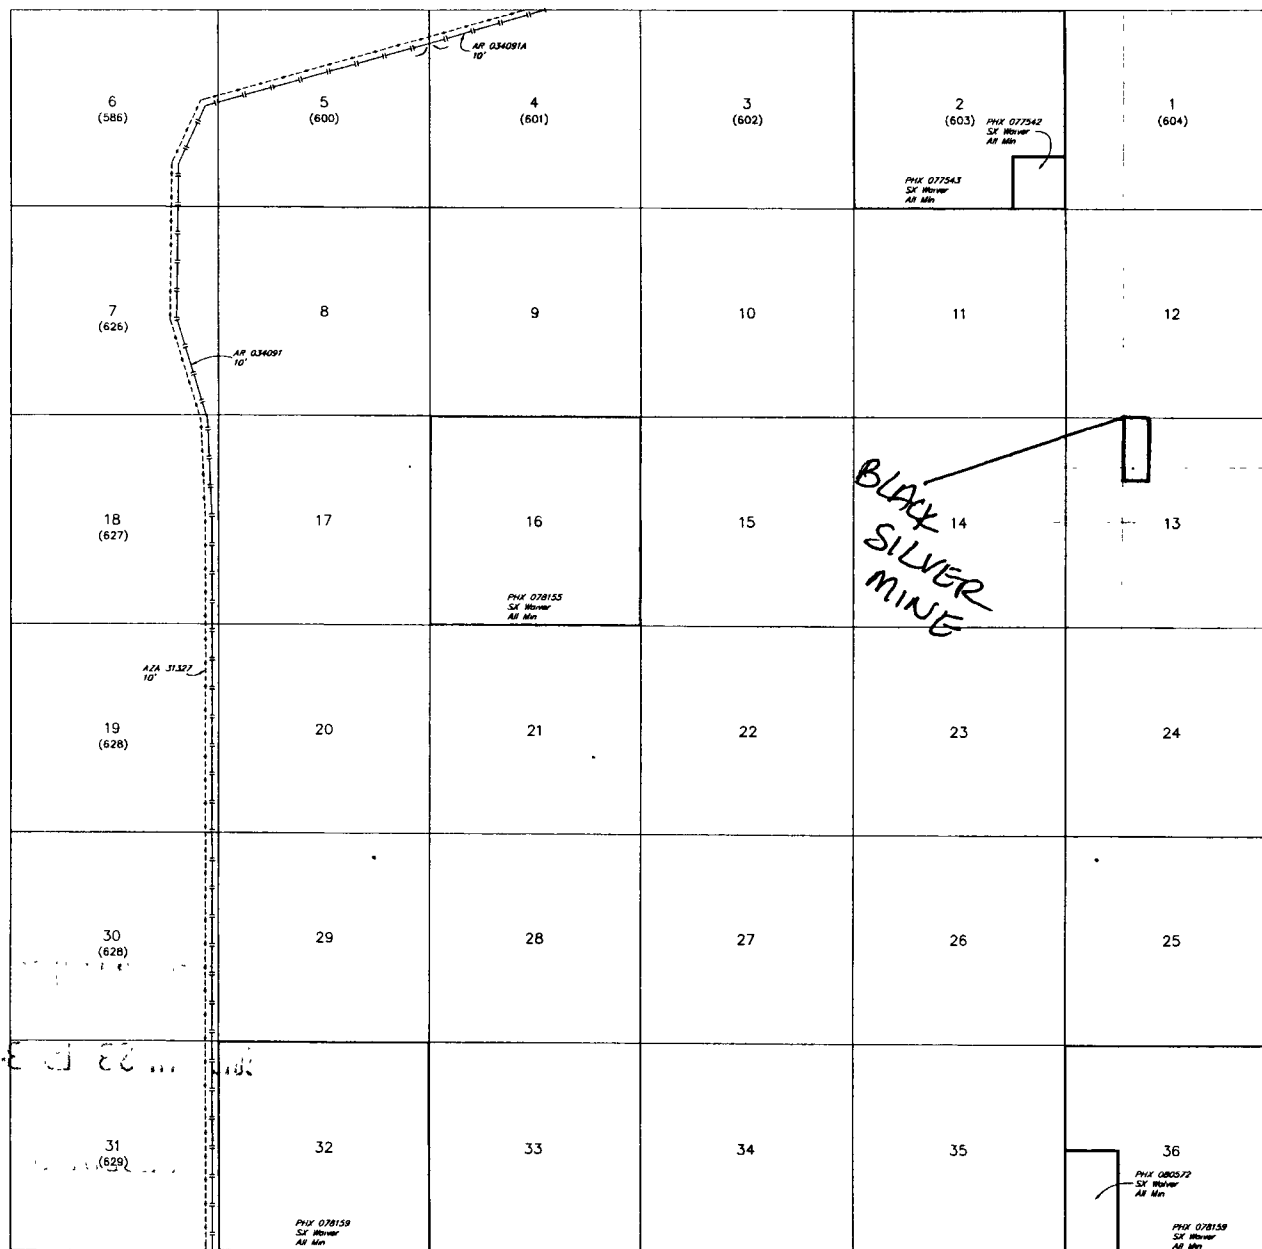 AR 034091A
10'
6
(586)
5
(600)
4
(601)
3
(602)
2
(603)
PHX 077542
SX Waiver
All Min
1
(604)
PHX 077543
SX Waiver
All Min
7
(626)
8
9
10
11
12
AR 034091
10'
18
(627)
17
16
15
14
13
BLACK
SILVER
MINE
PHX 078155
SX Waiver
All Min
AZA 31327
10'
19
(628)
20
21
22
23
24
30
(628)
29
28
27
26
25
31
(629)
32
33
34
35
36
PHX 080572
SX Waiver
All Min
PHX 078159
SX Waiver
All Min
PHX 078159
SX Waiver
All Min